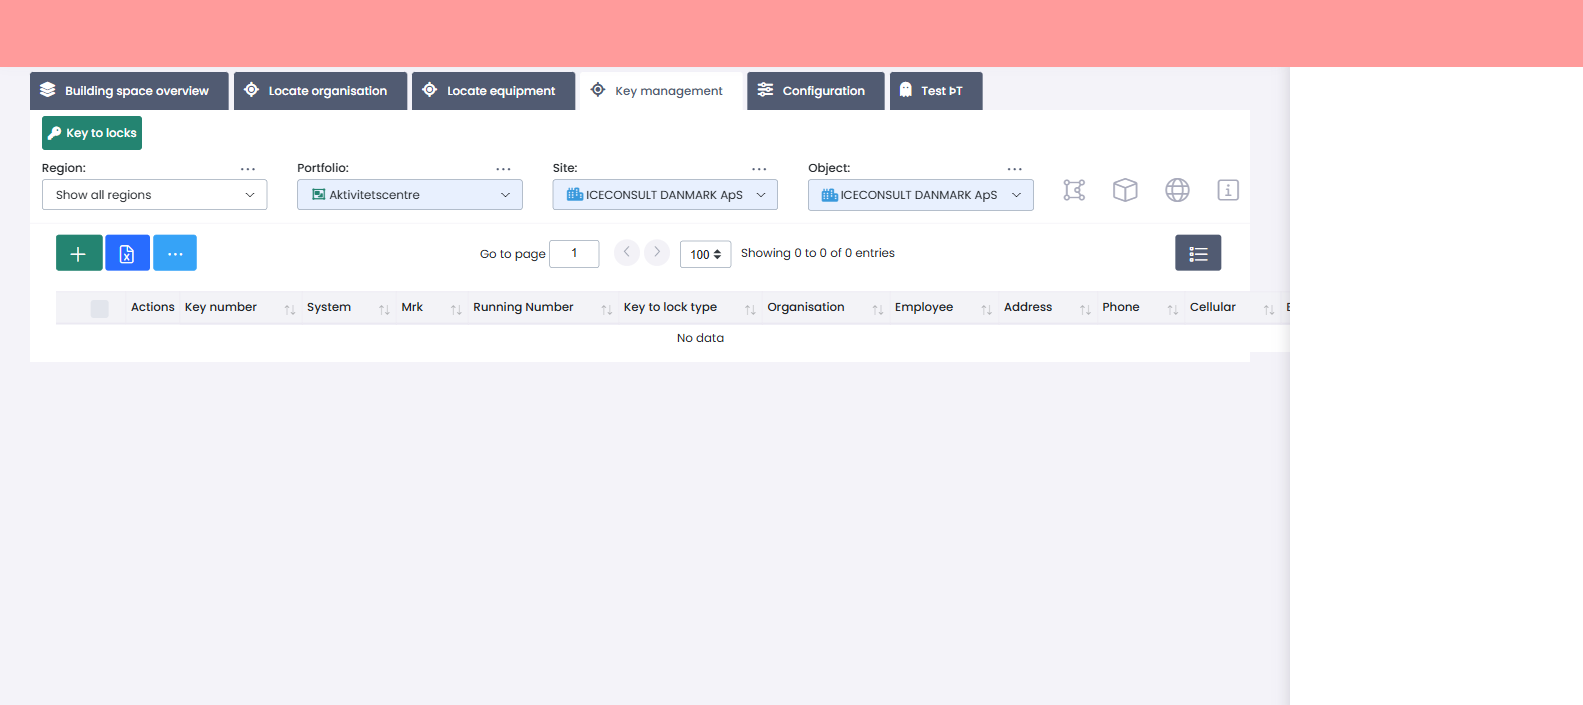 Building space overview Locate organisation Locate equipment Key management Configuration Test ÞT
Key to locks
Region: ... Portfolio: ... Site: ... Object: ...
Show all regions Aktivitetscentre ICECONSULT DANMARK ApS ICECONSULT DANMARK ApS
Go to page 1 100 Showing 0 to 0 of 0 entries
Actions Key number System Mrk Running Number Key to lock type Organisation Employee Address Phone Cellular
No data